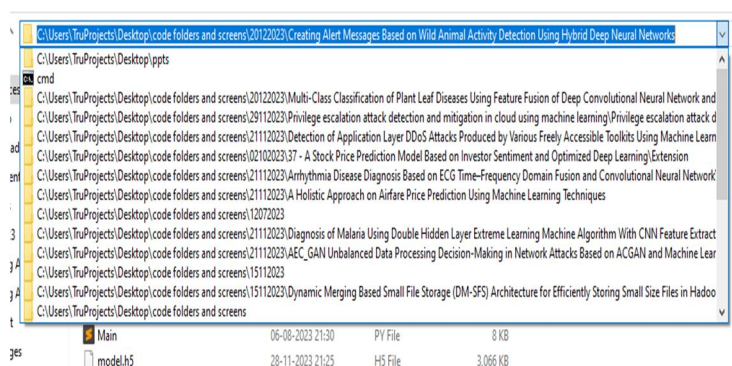 C:\Users\TruProjects\Desktop\code folders and screens\20122023\Creating Alert Messages Based on Wild Animal Activity Detection Using Hybrid Deep Neural Networks
C:\Users\TruProjects\Desktop\ppts
cmd
C:\Users\TruProjects\Desktop\code folders and screens\20122023\Multi-Class Classification of Plant Leaf Diseases Using Feature Fusion of Deep Convolutional Neural Network and
C:\Users\TruProjects\Desktop\code folders and screens\29112023\Privilege escalation attack detection and mitigation in cloud using machine learning\Privilege escalation attack d
C:\Users\TruProjects\Desktop\code folders and screens\21112023\Detection of Application Layer DDoS Attacks Produced by Various Freely Accessible Toolkits Using Machine Learn
C:\Users\TruProjects\Desktop\code folders and screens\02102023\37 - A Stock Price Prediction Model Based on Investor Sentiment and Optimized Deep Learning\Extension
C:\Users\TruProjects\Desktop\code folders and screens\21112023\Arrhythmia Disease Diagnosis Based on ECG Time–Frequency Domain Fusion and Convolutional Neural Network\
C:\Users\TruProjects\Desktop\code folders and screens\21112023\A Holistic Approach on Airfare Price Prediction Using Machine Learning Techniques
C:\Users\TruProjects\Desktop\code folders and screens\12072023
C:\Users\TruProjects\Desktop\code folders and screens\21112023\Diagnosis of Malaria Using Double Hidden Layer Extreme Learning Machine Algorithm With CNN Feature Extract
C:\Users\TruProjects\Desktop\code folders and screens\21112023\AEC_GAN Unbalanced Data Processing Decision-Making in Network Attacks Based on ACGAN and Machine Lear
C:\Users\TruProjects\Desktop\code folders and screens\15112023
C:\Users\TruProjects\Desktop\code folders and screens\15112023\Dynamic Merging Based Small File Storage (DM-SFS) Architecture for Efficiently Storing Small Size Files in Hadoo
C:\Users\TruProjects\Desktop\code folders and screens
Main 06-08-2023 21:30 PY File 8 KB
model.h5 28-11-2023 21:25 H5 File 3,066 KB